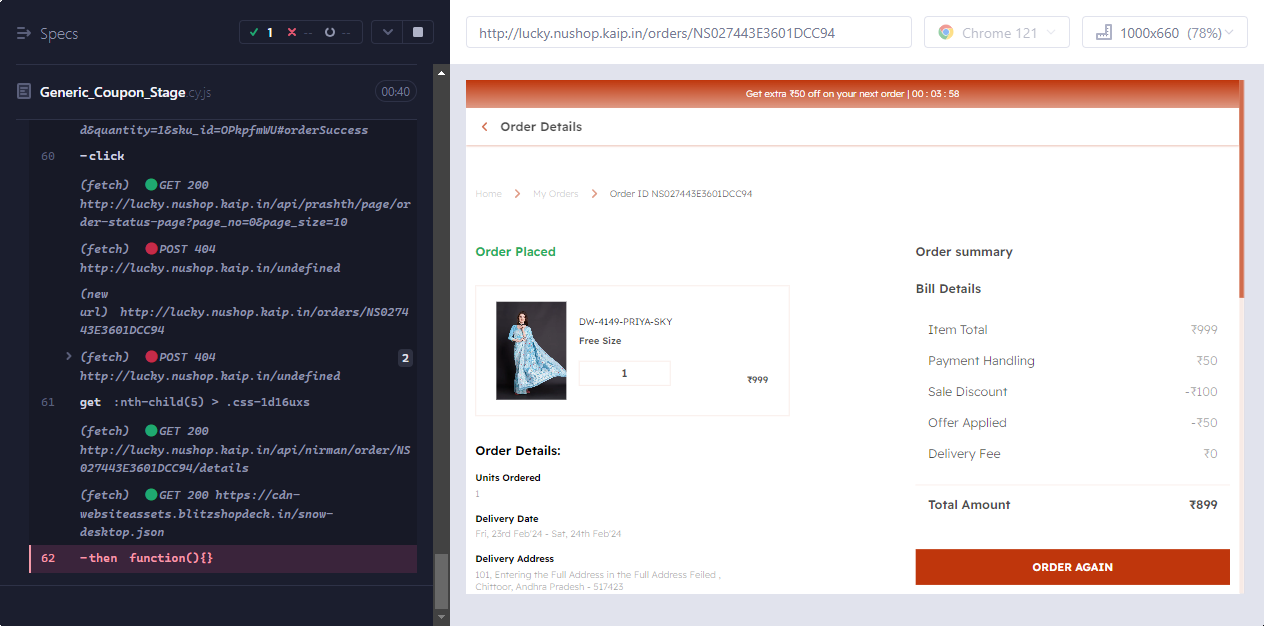 Specs
1
--
--
Generic_Coupon_Stage.cy.js
00:40
d&quantity=1&sku_id=OPkpfmWU#orderSuccess
60 -click
(fetch) GET 200
http://lucky.nushop.kaip.in/api/prashth/page/or
der-status-page?page_no=0&page_size=10
(fetch) POST 404
http://lucky.nushop.kaip.in/undefined
(new
url) http://lucky.nushop.kaip.in/orders/NS0274
43E3601DCC94
(fetch) POST 404
2
http://lucky.nushop.kaip.in/undefined
61 get :nth-child(5) > .css-1d16uxs
(fetch) GET 200
http://lucky.nushop.kaip.in/api/nirman/order/NS
027443E3601DCC94/details
(fetch) GET 200 https://cdn-
websiteassets.blitzshopdeck.in/snow-
desktop.json
62 -then function(){}
http://lucky.nushop.kaip.in/orders/NS027443E3601DCC94
Chrome 121
1000x660 (78%)
Get extra ₹50 off on your next order | 00 : 03 : 58
Order Details
Home > My Orders > Order ID NS027443E3601DCC94
Order Placed
DW-4149-PRIYA-SKY
Free Size
1
₹999
Order Details:
Units Ordered
1
Delivery Date
Fri, 23rd Feb'24 - Sat, 24th Feb'24
Delivery Address
101, Entering the Full Address in the Full Address Feiled ,
Chittoor, Andhra Pradesh - 517423
Order summary
Bill Details
Item Total ₹999
Payment Handling ₹50
Sale Discount -₹100
Offer Applied -₹50
Delivery Fee ₹0
Total Amount ₹899
ORDER AGAIN